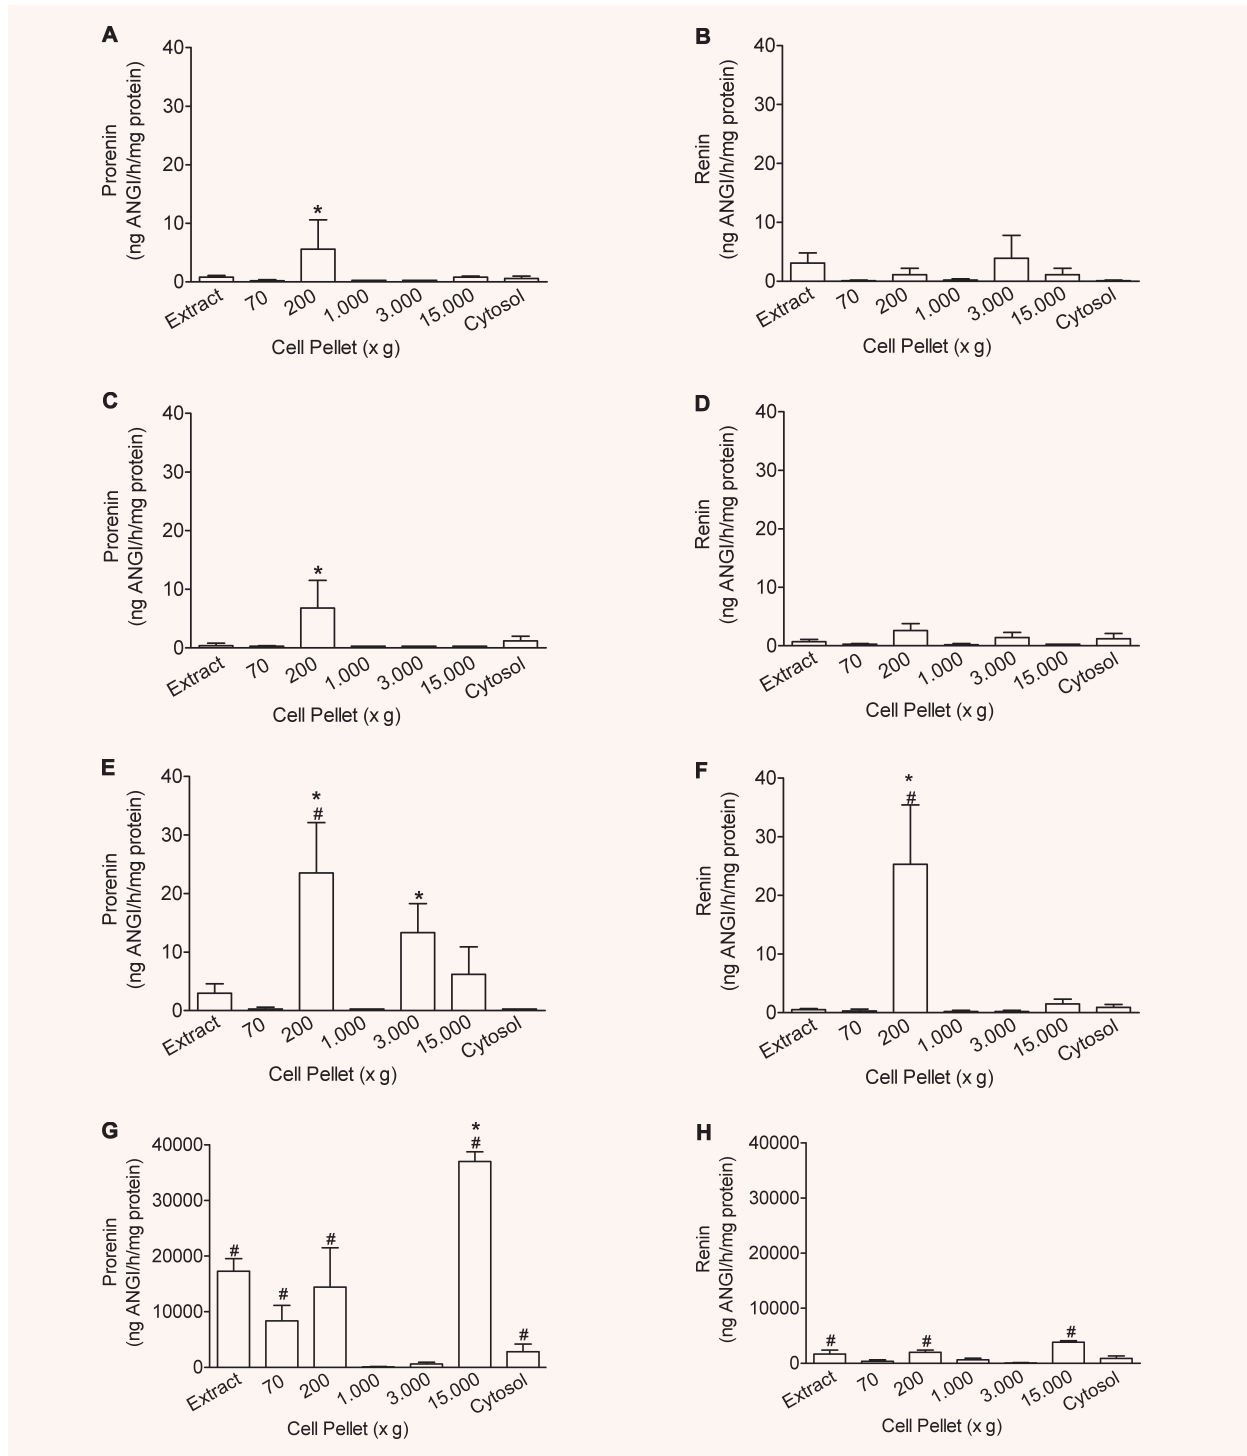 A
Prorenin
(ng ANGI/h/mg protein)
40
30
20
10
0
*
Extract 70 200 1.000 3.000 15.000 Cytosol
Cell Pellet (x g)
B
Renin
(ng ANGI/h/mg protein)
40
30
20
10
0
Extract 70 200 1.000 3.000 15.000 Cytosol
Cell Pellet (x g)
C
Prorenin
(ng ANGI/h/mg protein)
40
30
20
10
0
*
Extract 70 200 1.000 3.000 15.000 Cytosol
Cell Pellet (x g)
D
Renin
(ng ANGI/h/mg protein)
40
30
20
10
0
Extract 70 200 1.000 3.000 15.000 Cytosol
Cell Pellet (x g)
E
Prorenin
(ng ANGI/h/mg protein)
40
30
20
10
0
*
#
*
Extract 70 200 1.000 3.000 15.000 Cytosol
Cell Pellet (x g)
F
Renin
(ng ANGI/h/mg protein)
40
30
20
10
0
*
#
Extract 70 200 1.000 3.000 15.000 Cytosol
Cell Pellet (x g)
G
Prorenin
(ng ANGI/h/mg protein)
40000
30000
20000
10000
0
#
#
#
*
#
#
Extract 70 200 1.000 3.000 15.000 Cytosol
Cell Pellet (x g)
H
Renin
(ng ANGI/h/mg protein)
40000
30000
20000
10000
0
#
#
#
Extract 70 200 1.000 3.000 15.000 Cytosol
Cell Pellet (x g)